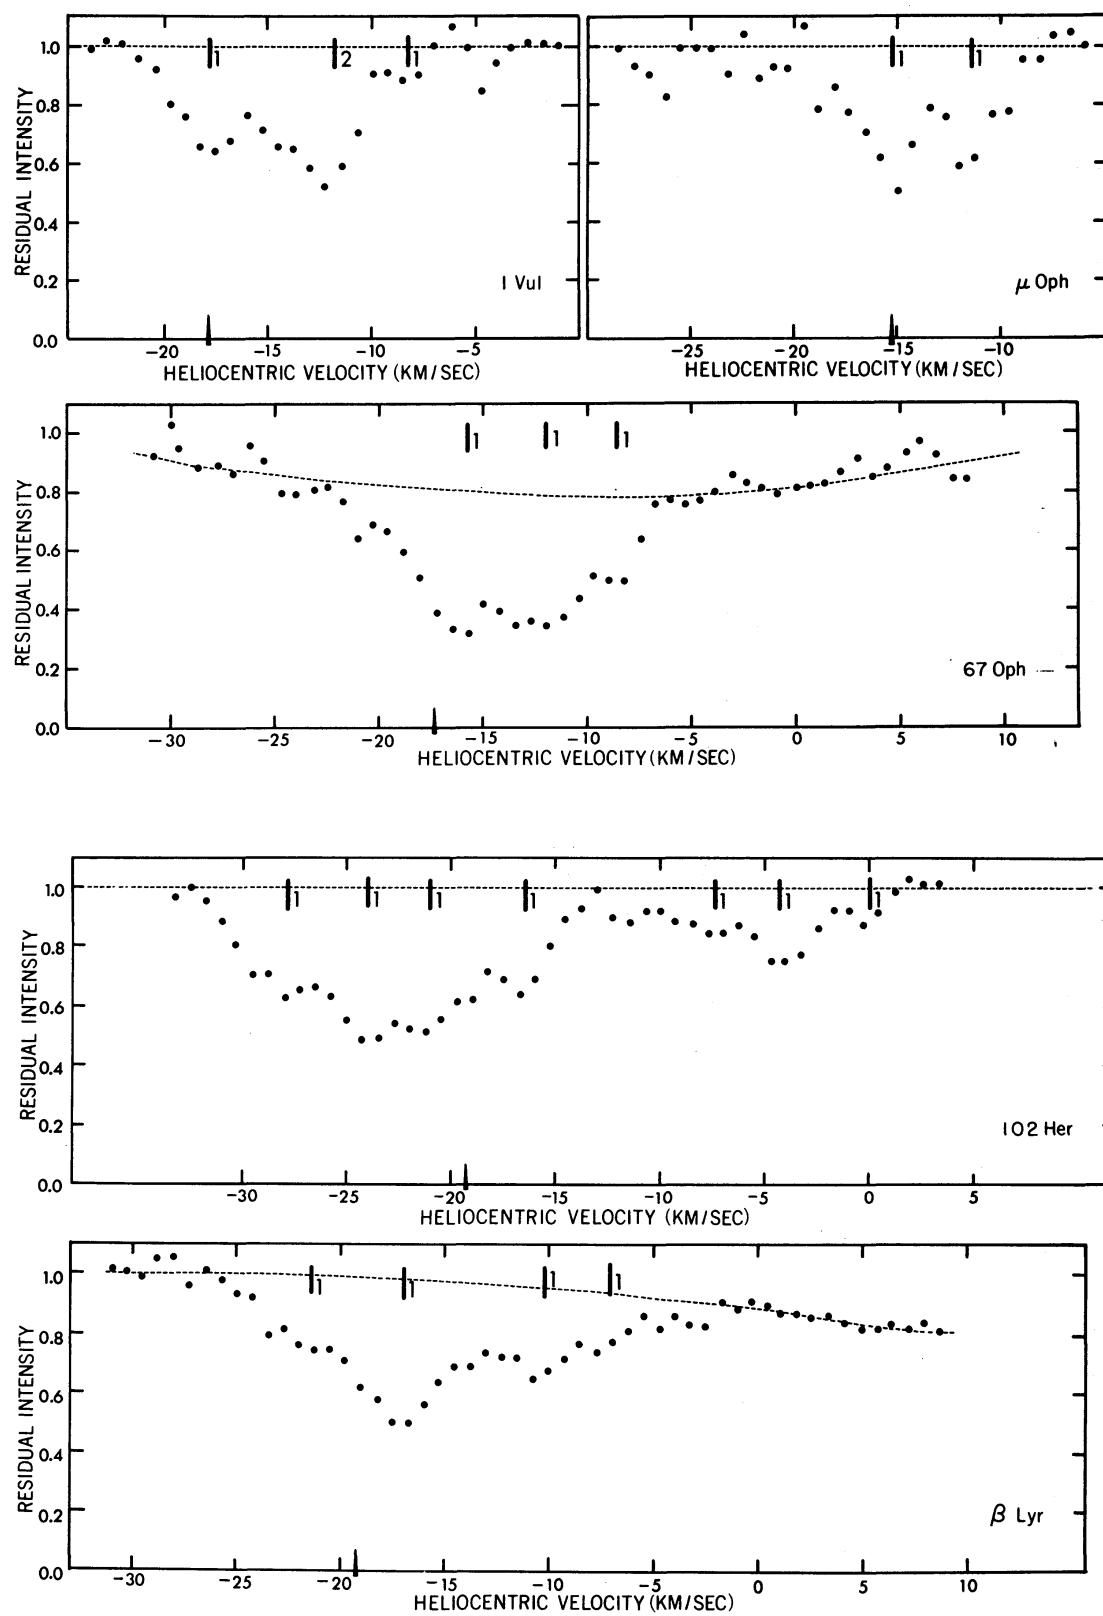 RESIDUAL INTENSITY
1.0
0.8
0.6
0.4
0.2
0.0
1 2 1
1 Vul
−20 −15 −10 −5
HELIOCENTRIC VELOCITY (KM/SEC)
1 1
μ Oph
−25 −20 −15 −10
HELIOCENTRIC VELOCITY (KM/SEC)
RESIDUAL INTENSITY
1.0
0.8
0.6
0.4
0.2
0.0
1 1 1
67 Oph
−30 −25 −20 −15 −10 −5 0 5 10
HELIOCENTRIC VELOCITY (KM/SEC)
RESIDUAL INTENSITY
1.0
0.8
0.6
0.4
0.2
0.0
1 1 1 1 1 1 1
102 Her
−30 −25 −20 −15 −10 −5 0 5
HELIOCENTRIC VELOCITY (KM/SEC)
RESIDUAL INTENSITY
1.0
0.8
0.6
0.4
0.2
0.0
1 1 1 1
β Lyr
−30 −25 −20 −15 −10 −5 0 5 10
HELIOCENTRIC VELOCITY (KM/SEC)